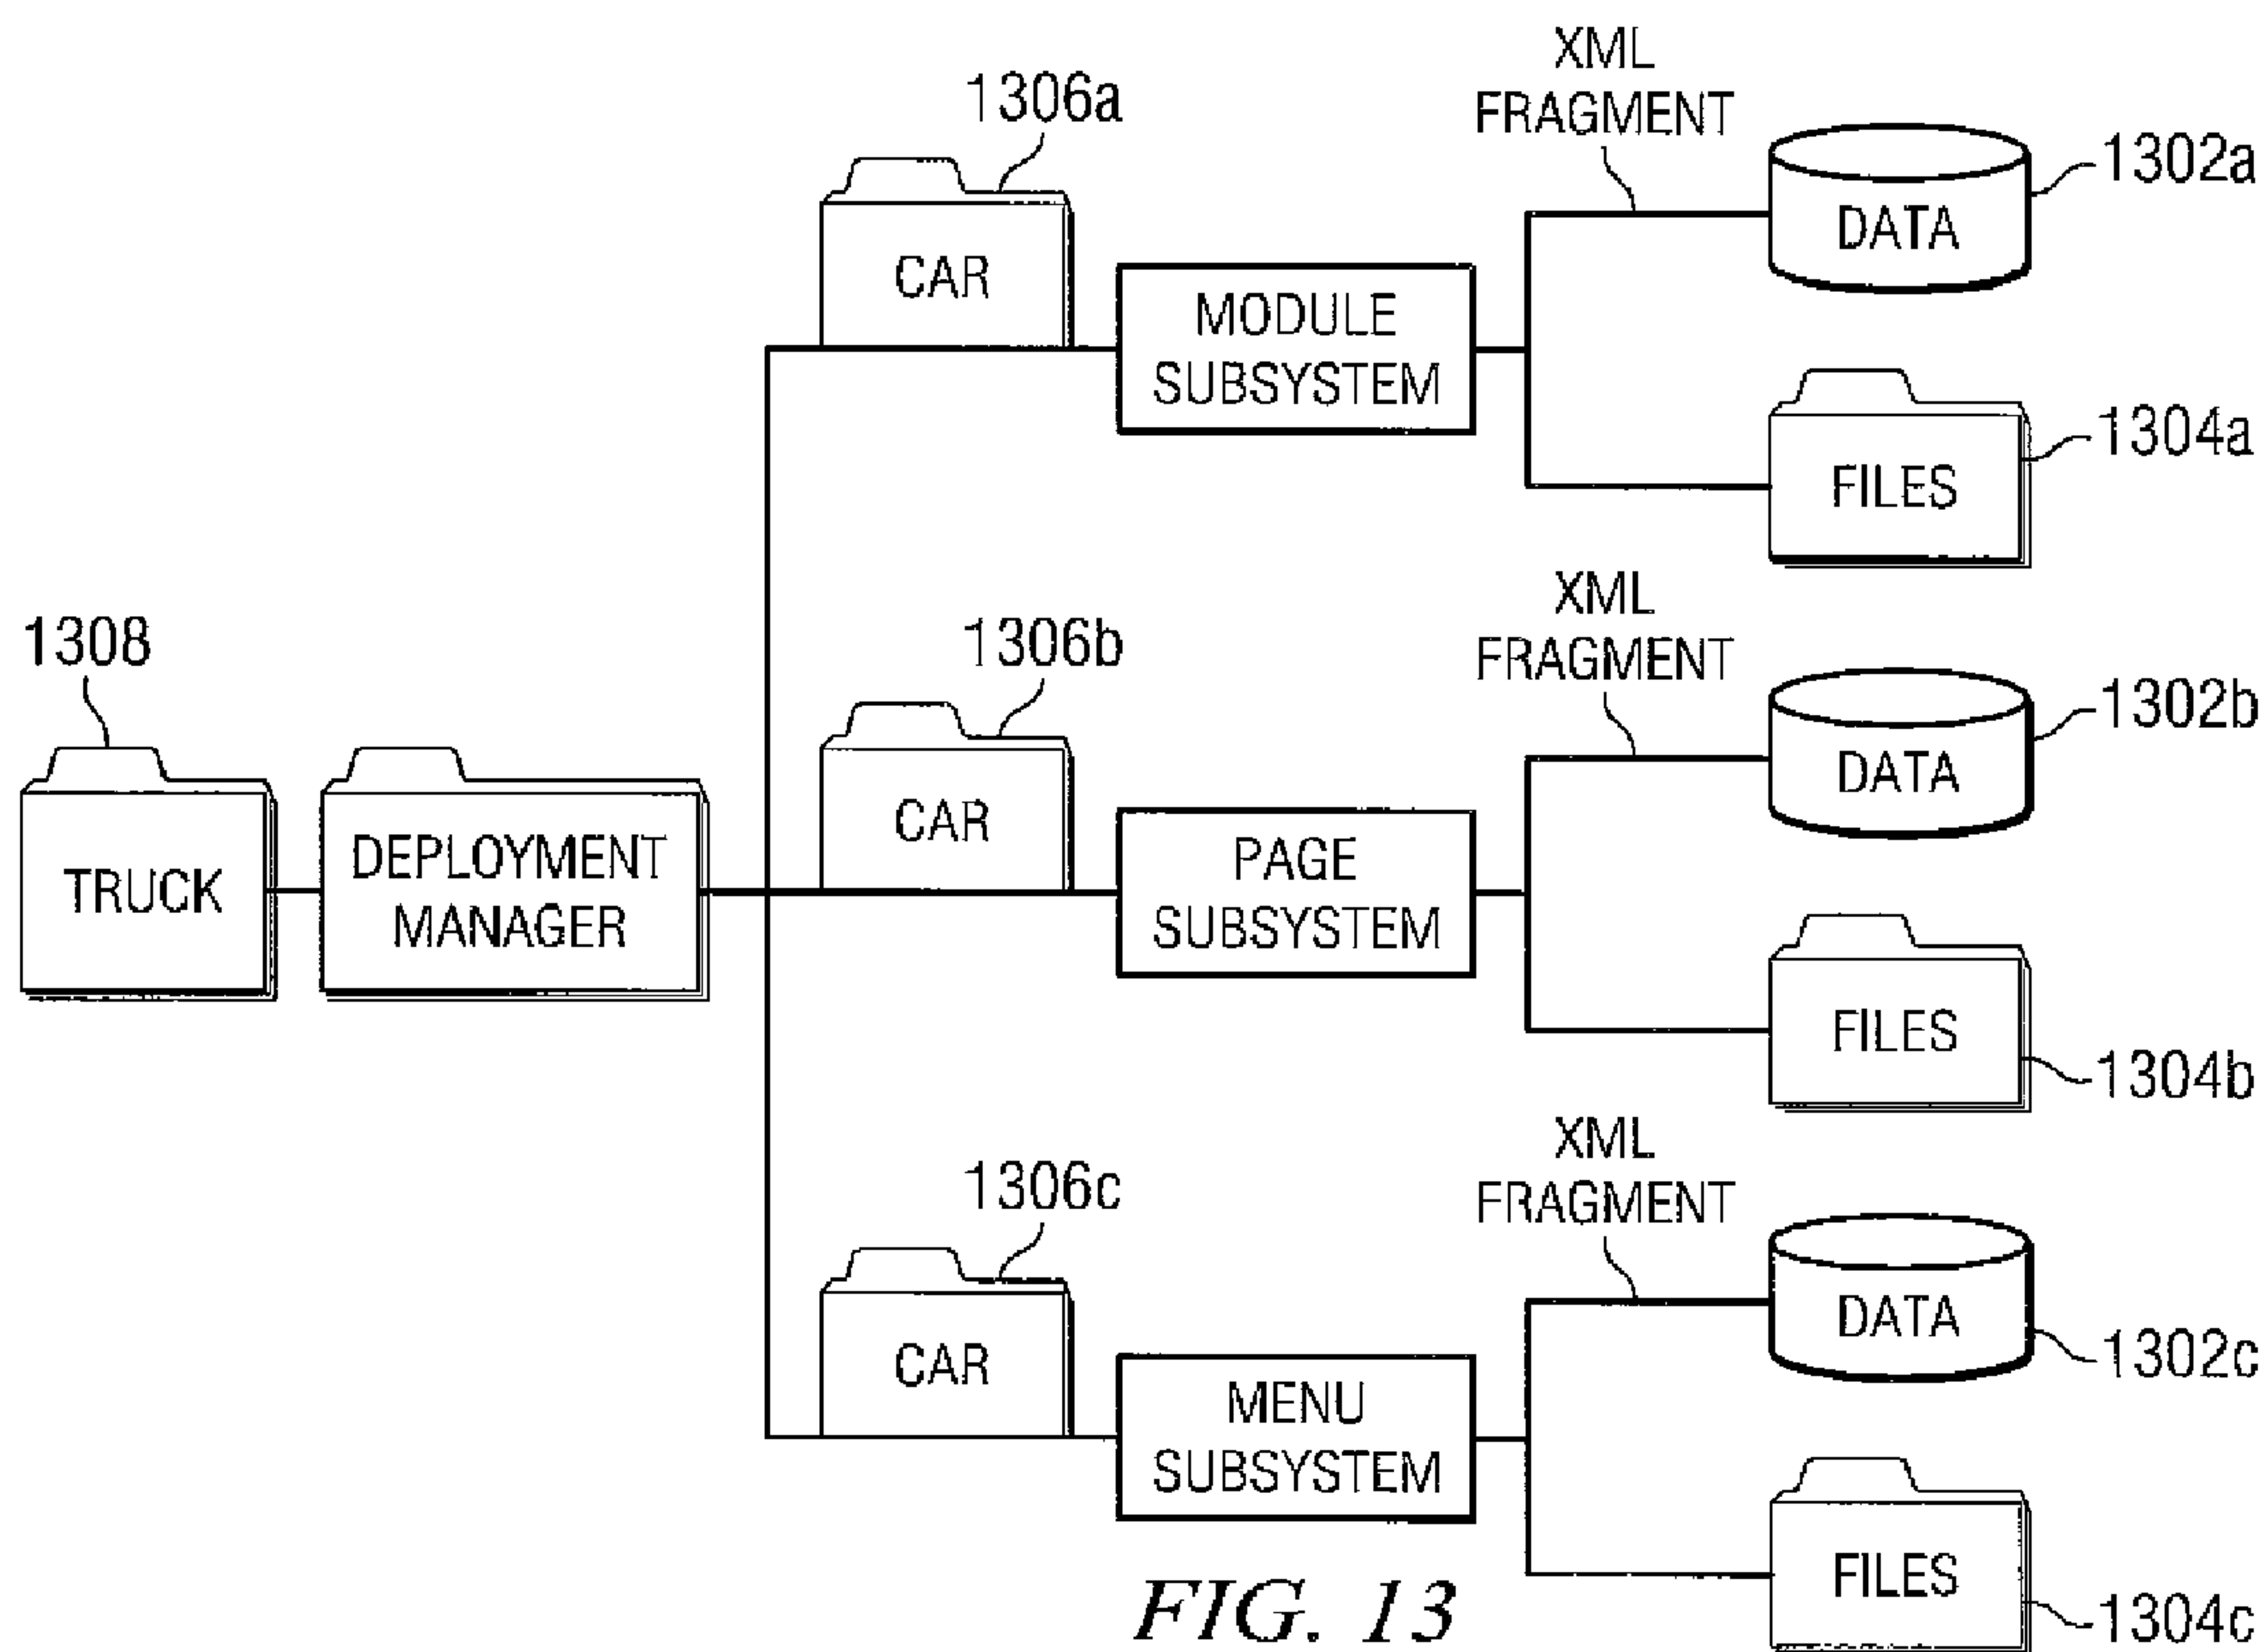 XML
FRAGMENT
1306a
1302a
CAR
DATA
MODULE
SUBSYSTEM
1304a
FILES
XML
FRAGMENT
1308
1306b
1302b
CAR
DATA
TRUCK
DEPLOYMENT
MANAGER
PAGE
SUBSYSTEM
FILES
1304b
XML
FRAGMENT
1306c
CAR
DATA
1302c
MENU
SUBSYSTEM
FILES
1304c
FIG. 13